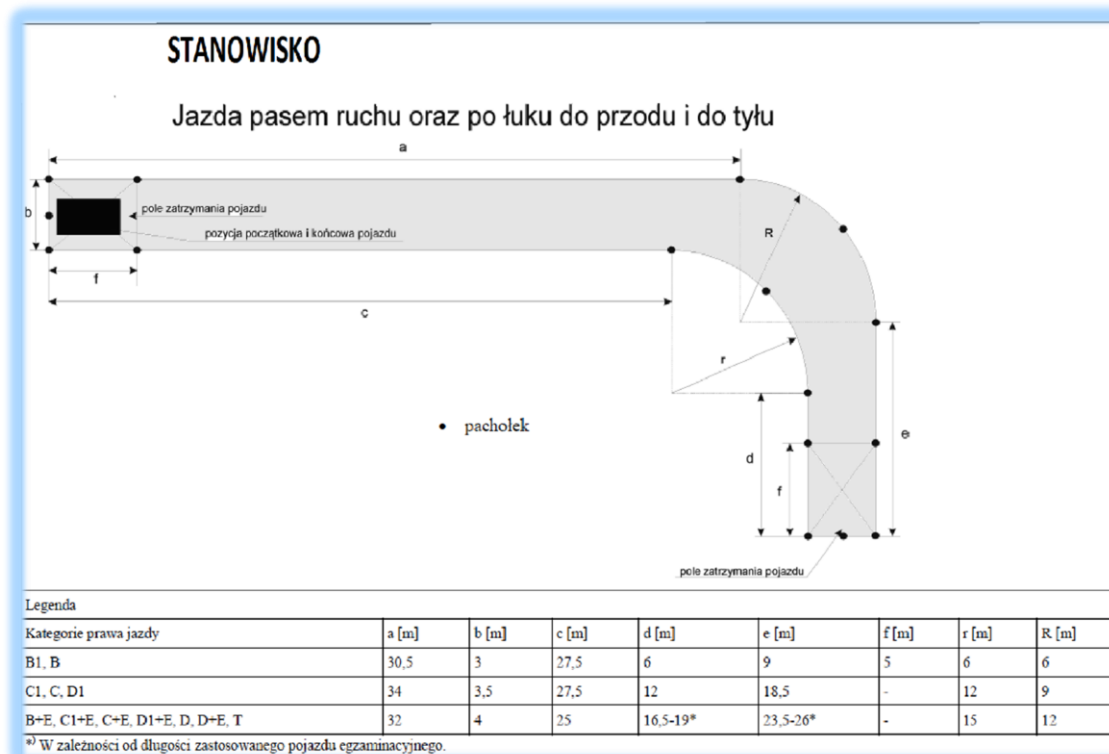 STANOWISKO
Jazda pasem ruchu oraz po łuku do przodu i do tyłu
a
b
pole zatrzymania pojazdu
pozycja początkowa i końcowa pojazdu
R
f
c
r
pachołek
d
e
f
pole zatrzymania pojazdu
Legenda
Kategorie prawa jazdy a [m] b [m] c [m] d [m] e [m] f [m] r [m] R [m]
B1, B 30,5 3 27,5 6 9 5 6 6
C1, C, D1 34 3,5 27,5 12 18,5 - 12 9
B+E, C1+E, C+E, D1+E, D, D+E, T 32 4 25 16,5-19* 23,5-26* - 15 12
*) W zależności od długości zastosowanego pojazdu egzaminacyjnego.